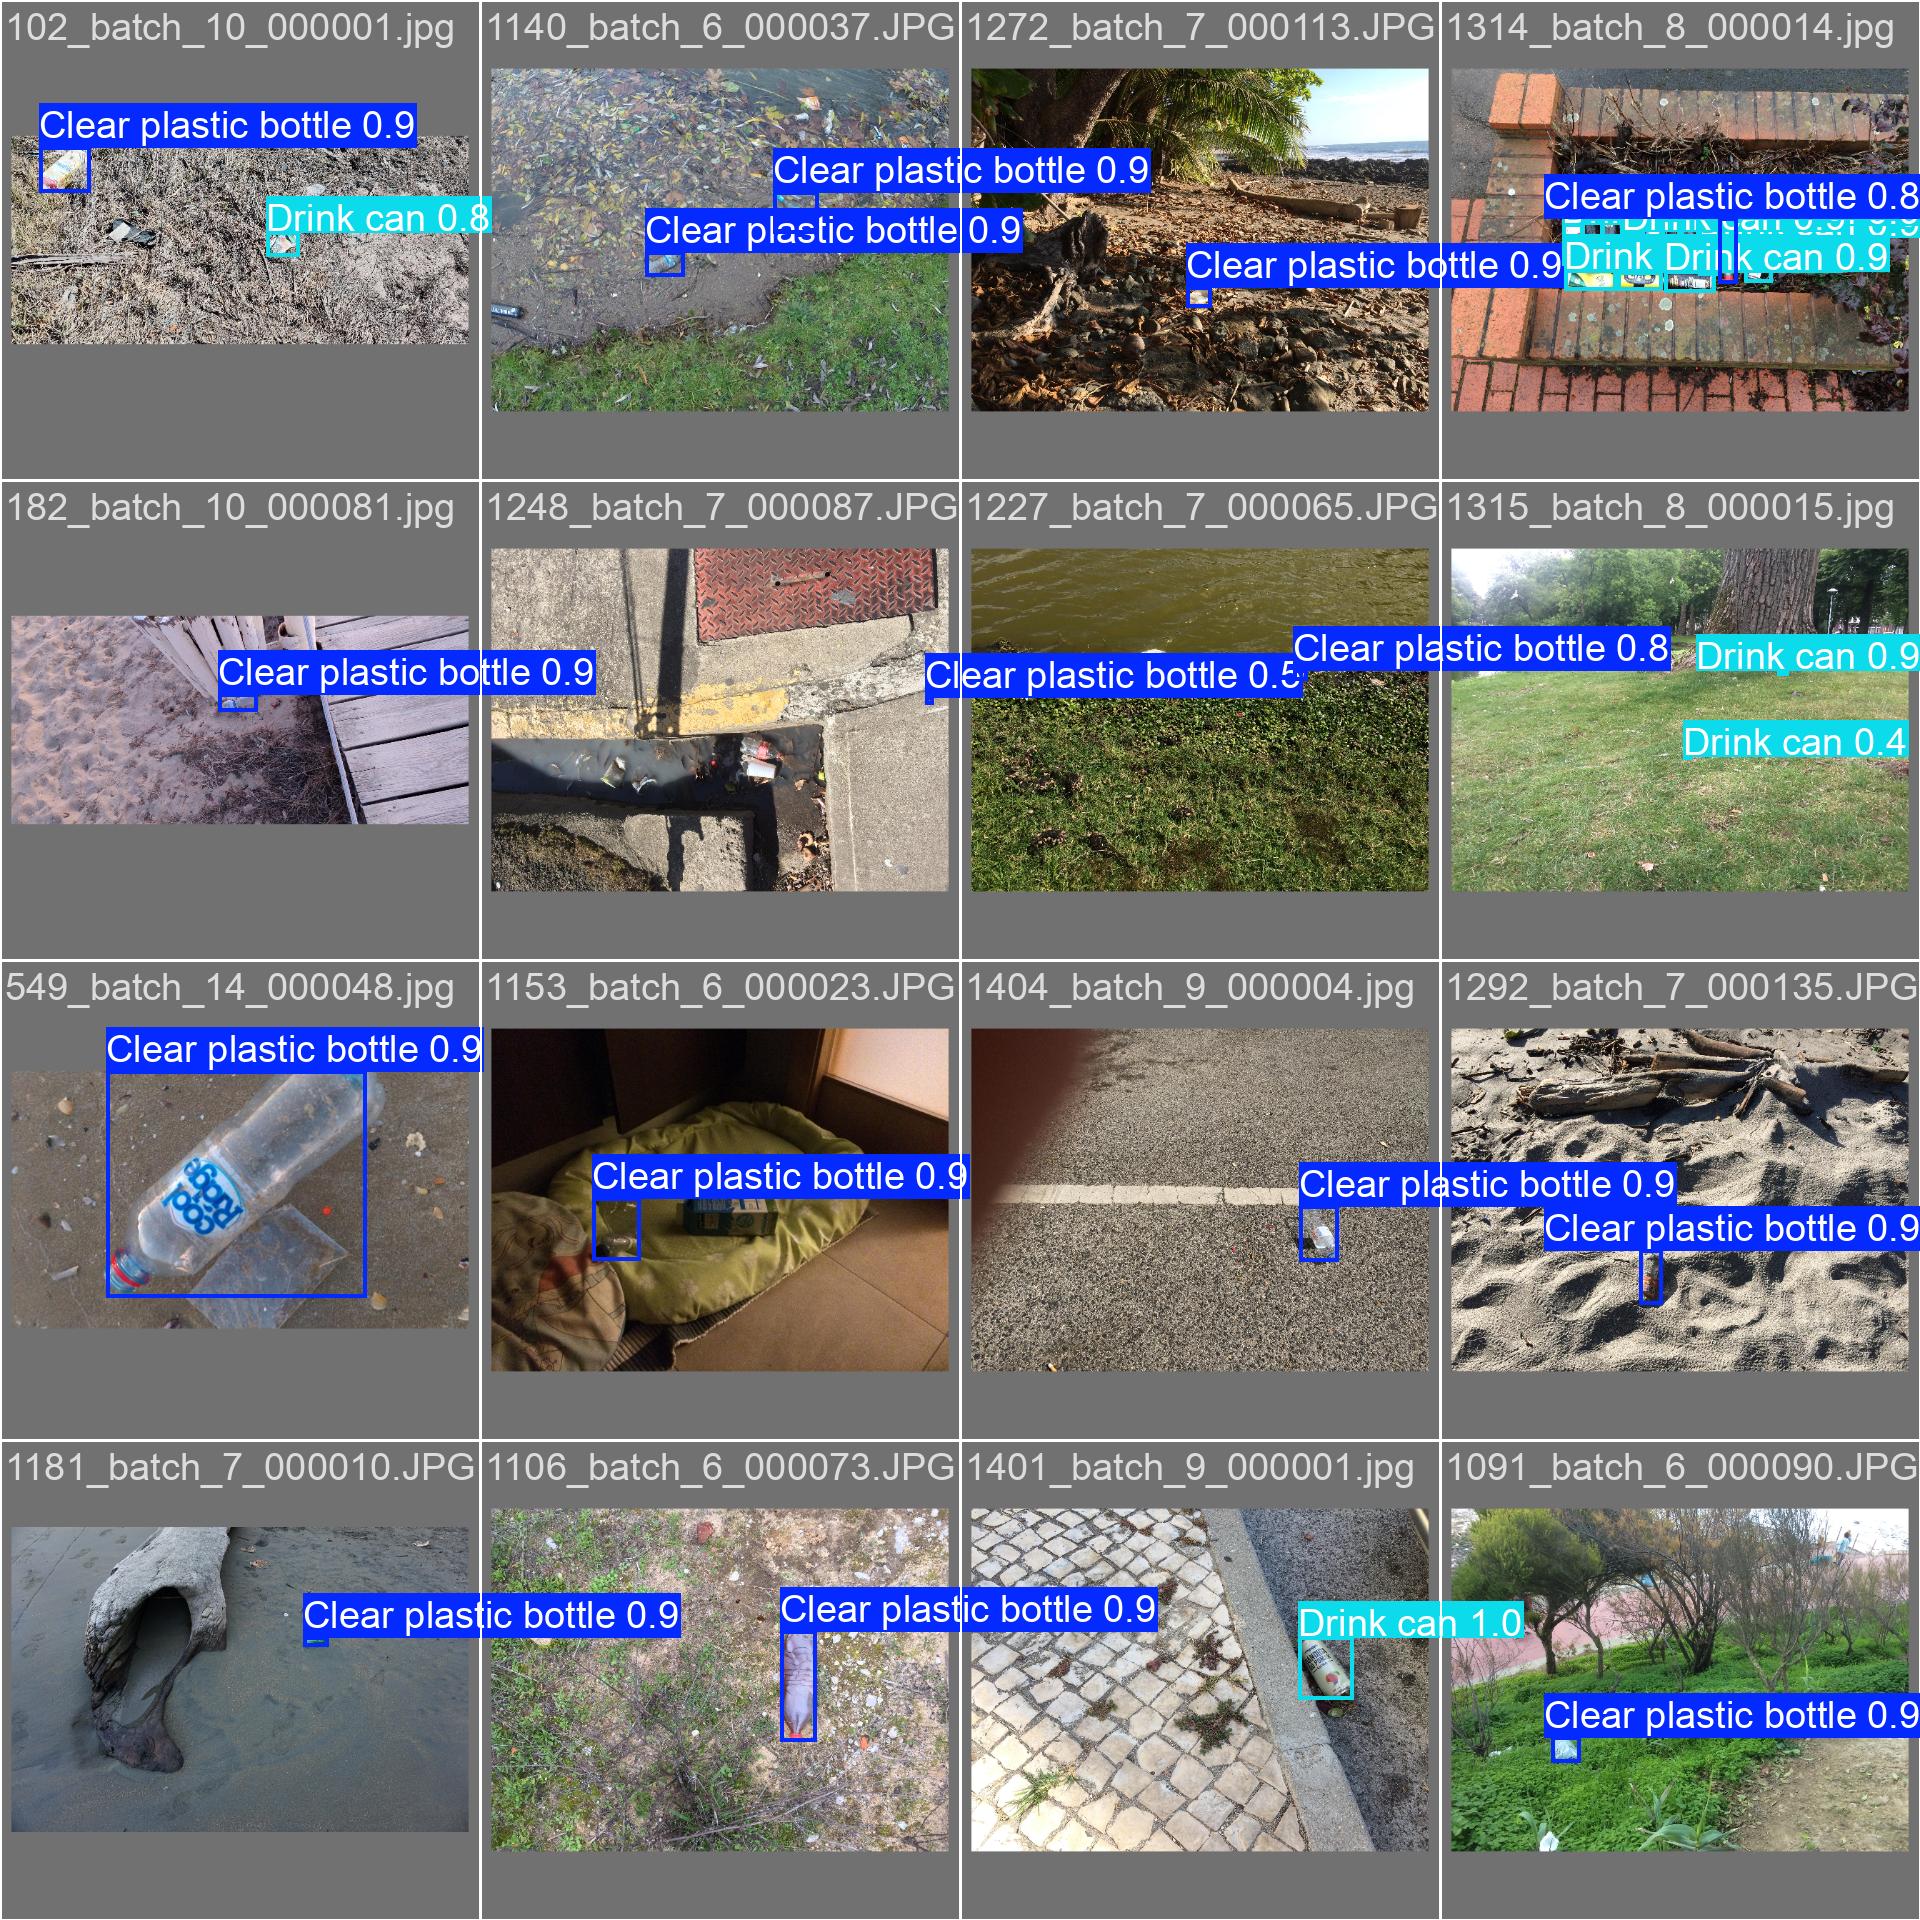 102_batch_10_000001.jpg
1140_batch_6_000037.JPG
1272_batch_7_000113.JPG
1314_batch_8_000014.jpg
Clear plastic bottle 0.9
Drink can 0.8
Clear plastic bottle 0.9
Clear plastic bottle 0.9
Clear plastic bottle 0.9
Clear plastic bottle 0.8
Drink can 0.9
Drink
Drink can 0.9
182_batch_10_000081.jpg
1248_batch_7_000087.JPG
1227_batch_7_000065.JPG
1315_batch_8_000015.jpg
Clear plastic bottle 0.9
Clear plastic bottle 0.5
Clear plastic bottle 0.8
Drink can 0.9
Drink can 0.4
549_batch_14_000048.jpg
1153_batch_6_000023.JPG
1404_batch_9_000004.jpg
1292_batch_7_000135.JPG
Clear plastic bottle 0.9
Clear plastic bottle 0.9
Clear plastic bottle 0.9
Clear plastic bottle 0.9
1181_batch_7_000010.JPG
1106_batch_6_000073.JPG
1401_batch_9_000001.jpg
1091_batch_6_000090.JPG
Clear plastic bottle 0.9
Clear plastic bottle 0.9
Drink can 1.0
Clear plastic bottle 0.9